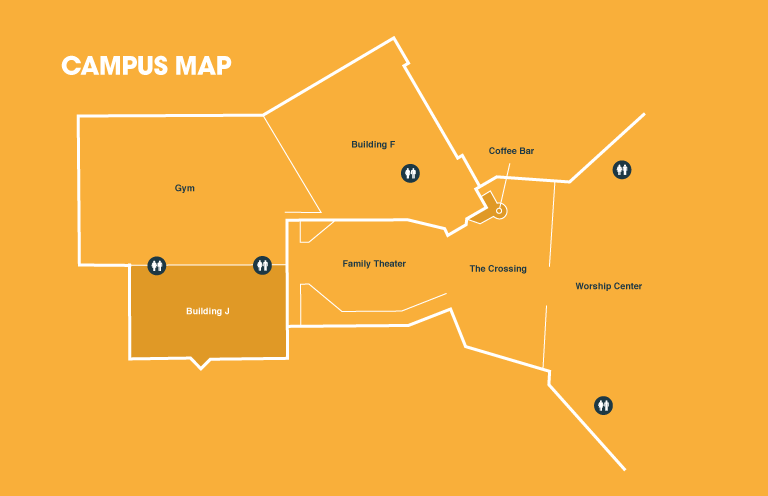 CAMPUS MAP
Building F
Coffee Bar
Gym
Family Theater
The Crossing
Worship Center
Building J